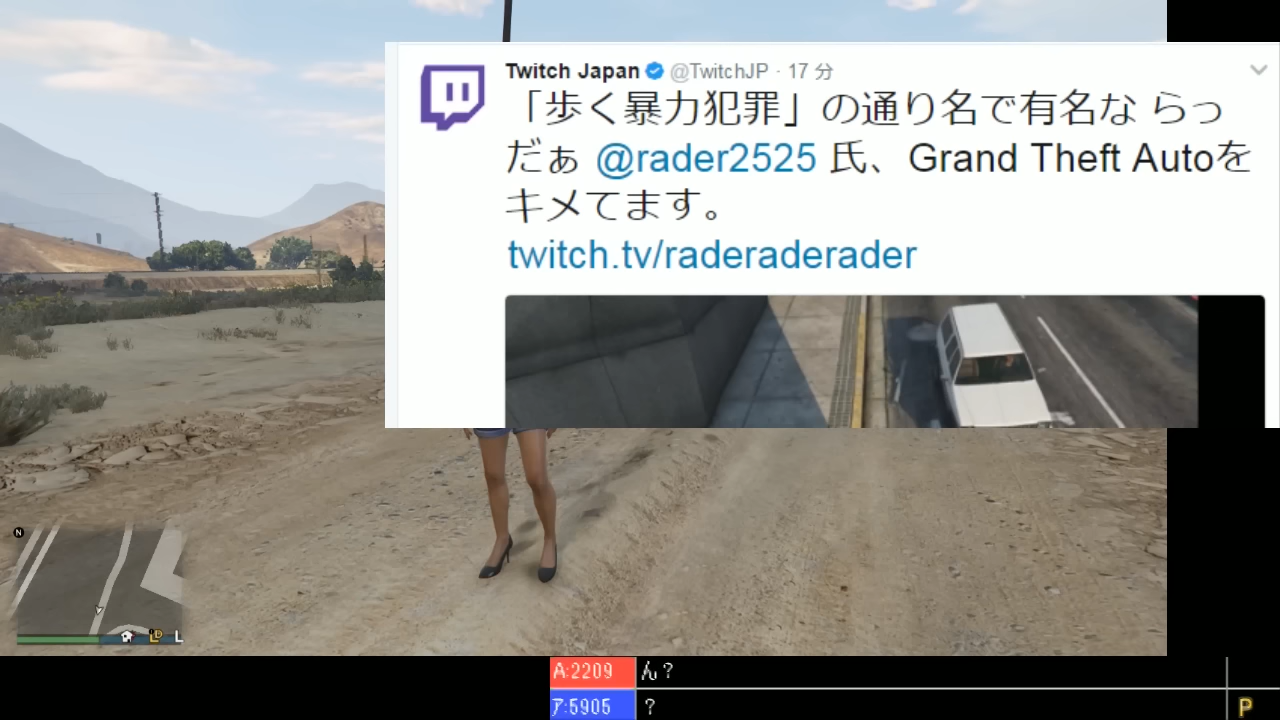 Twitch Japan @TwitchJP · 17 分
「歩く暴力犯罪」の通り名で有名な らっ
だぁ @rader2525 氏、Grand Theft Autoを
キメてます。
twitch.tv/raderaderader
N
L
A:2209 ん?
ア:5905 ?
P